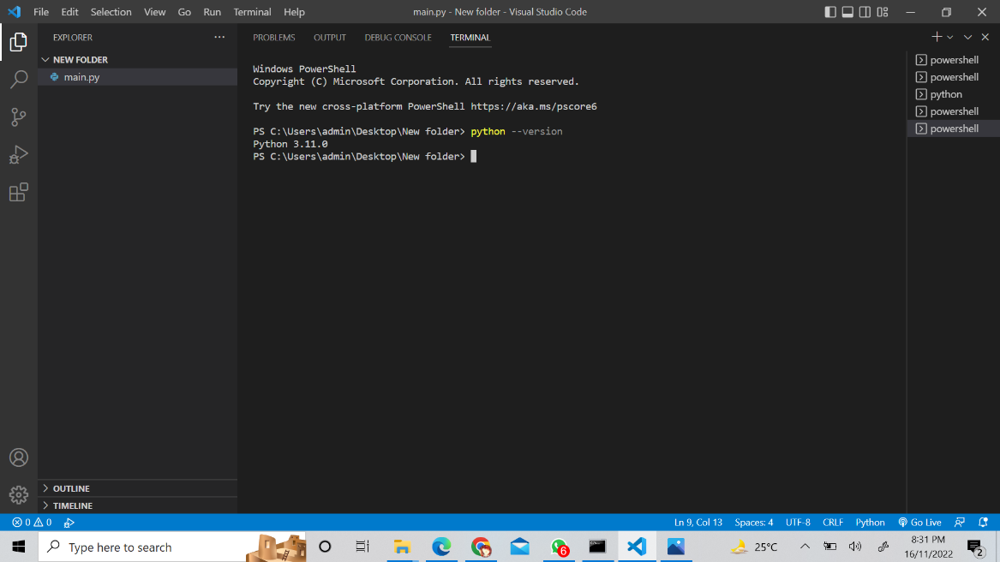 File Edit Selection View Go Run Terminal Help
main.py - New folder - Visual Studio Code
EXPLORER
NEW FOLDER
main.py
OUTLINE
TIMELINE
PROBLEMS OUTPUT DEBUG CONSOLE TERMINAL
Windows PowerShell
Copyright (C) Microsoft Corporation. All rights reserved.
Try the new cross-platform PowerShell https://aka.ms/pscore6
PS C:\Users\admin\Desktop\New folder> python --version
Python 3.11.0
PS C:\Users\admin\Desktop\New folder>
powershell
powershell
python
powershell
powershell
0 0
Ln 9, Col 13 Spaces: 4 UTF-8 CRLF Python Go Live
Type here to search
6
25°C
8:31 PM
16/11/2022
2